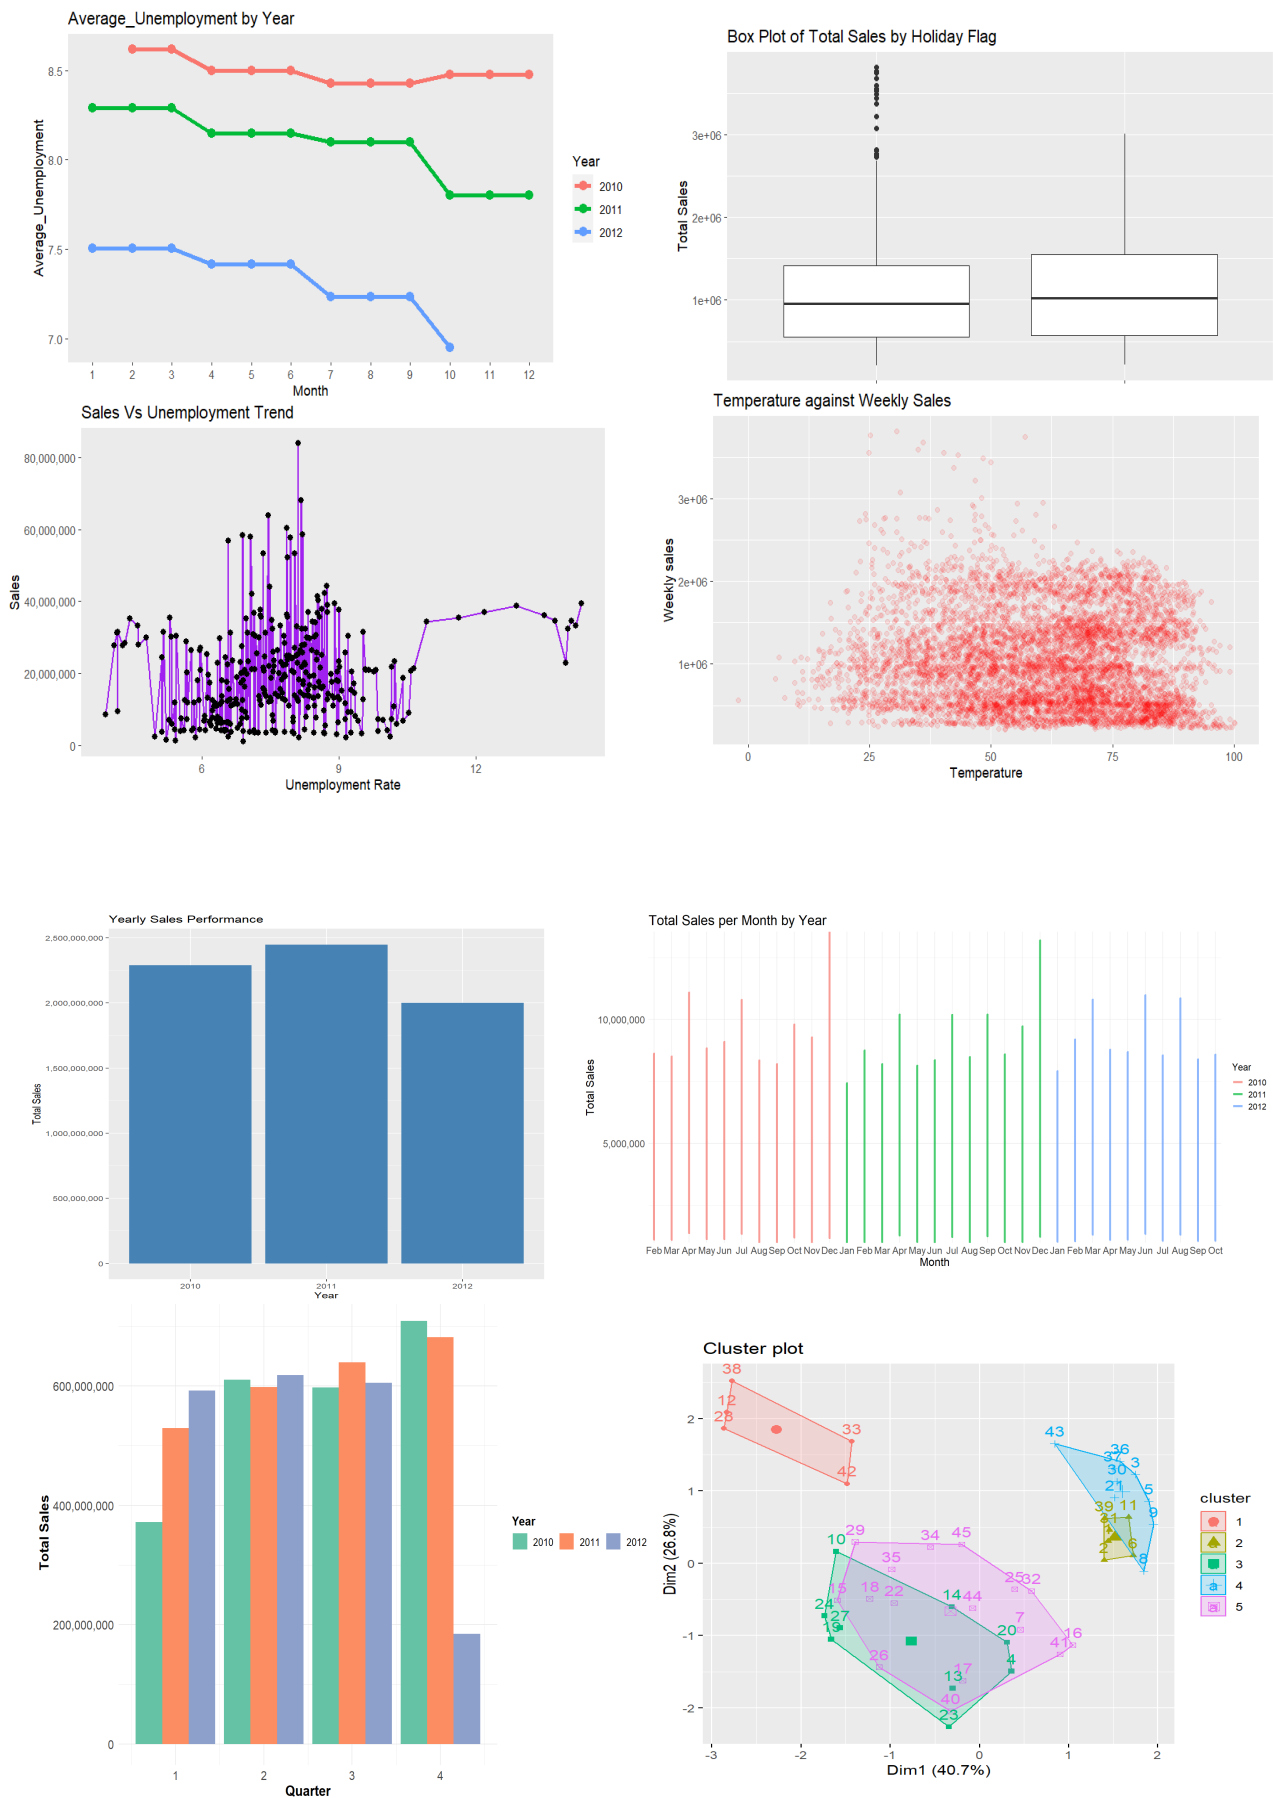 Average_Unemployment by Year
Average_Unemployment
8.5
8.0
7.5
7.0
1 2 3 4 5 6 7 8 9 10 11 12
Month
Year
2010
2011
2012
Box Plot of Total Sales by Holiday Flag
Total Sales
3e+06
2e+06
1e+06
Sales Vs Unemployment Trend
Sales
80,000,000
60,000,000
40,000,000
20,000,000
0
6 9 12
Unemployment Rate
Temperature against Weekly Sales
Weekly sales
3e+06
2e+06
1e+06
0 25 50 75 100
Temperature
Yearly Sales Performance
Total Sales
2,500,000,000
2,000,000,000
1,500,000,000
1,000,000,000
500,000,000
0
2010 2011 2012
Year
Total Sales per Month by Year
Total Sales
10,000,000
5,000,000
Feb Mar Apr May Jun Jul Aug Sep Oct Nov Dec Jan Feb Mar Apr May Jun Jul Aug Sep Oct Nov Dec Jan Feb Mar Apr May Jun Jul Aug Sep Oct
Month
Year
2010
2011
2012
Total Sales
600,000,000
400,000,000
200,000,000
0
1 2 3 4
Quarter
Year
2010 2011 2012
Cluster plot
Dim2 (26.8%)
2
1
0
-1
-2
38
12
28
33
42
43
36
37
3
30
21
5
39
11
9
2
6
8
10
29
34
45
35
25
32
15
18
22
14
44
24
27
19
7
20
16
41
26
17
13
4
40
23
-3 -2 -1 0 1 2
Dim1 (40.7%)
cluster
1
2
3
4
5